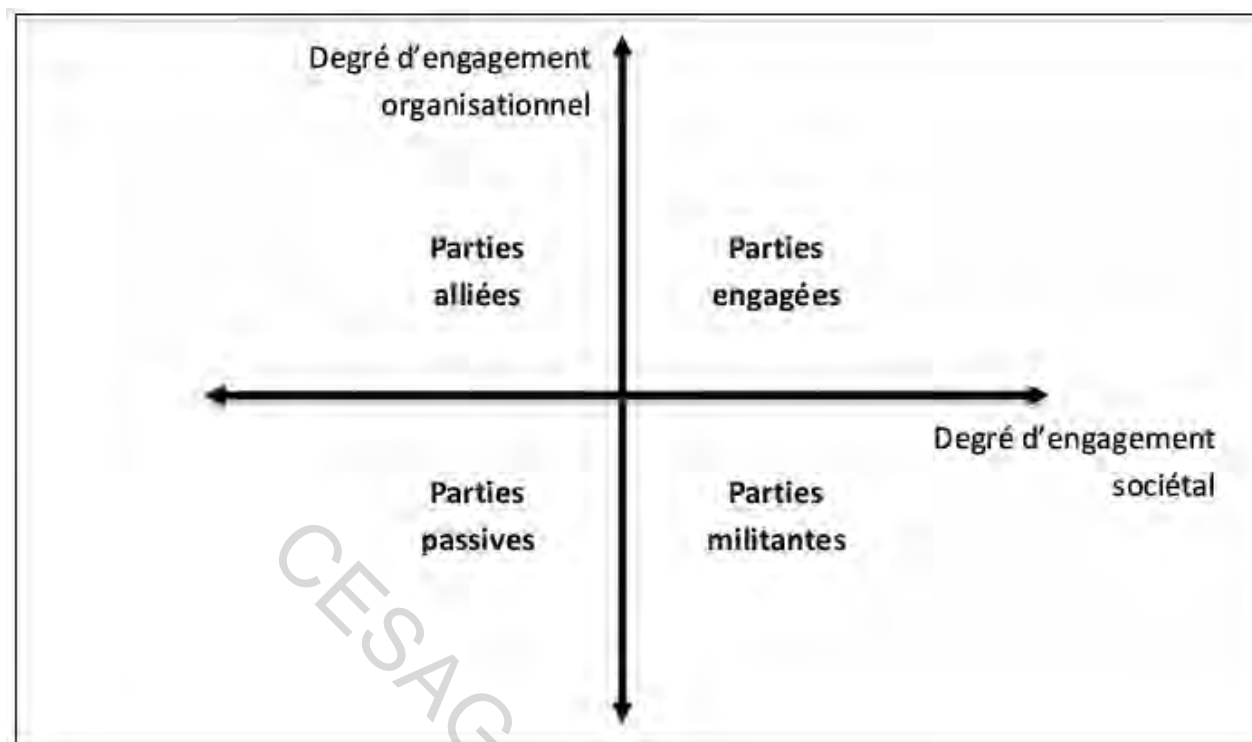 Degré d’engagement
organisationnel
Parties
alliées
Parties
engagées
Degré d’engagement
sociétal
Parties
passives
Parties
militantes
CESAG